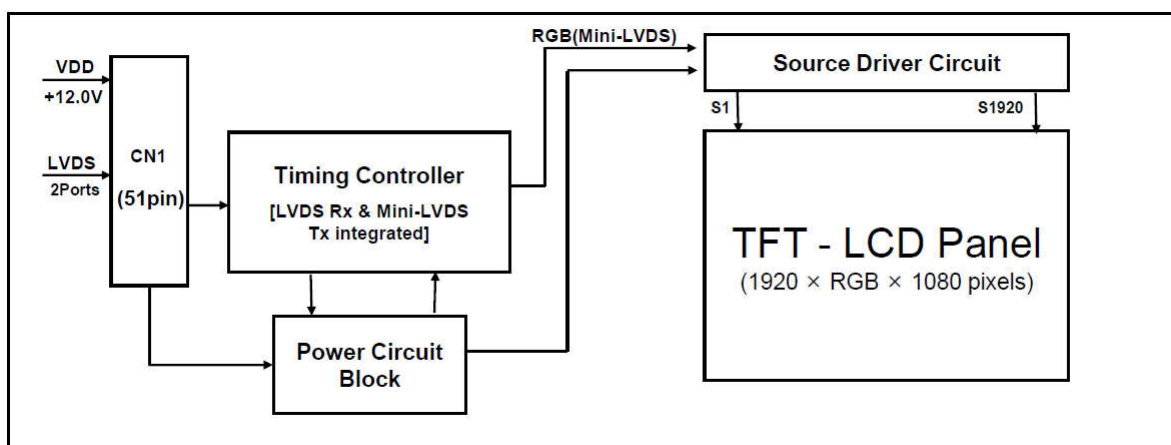 RGB(Mini-LVDS)
VDD
+12.0V
LVDS
2Ports
CN1
(51pin)
Timing Controller
[LVDS Rx & Mini-LVDS
Tx integrated]
Power Circuit
Block
Source Driver Circuit
S1
S1920
TFT - LCD Panel
(1920 × RGB × 1080 pixels)